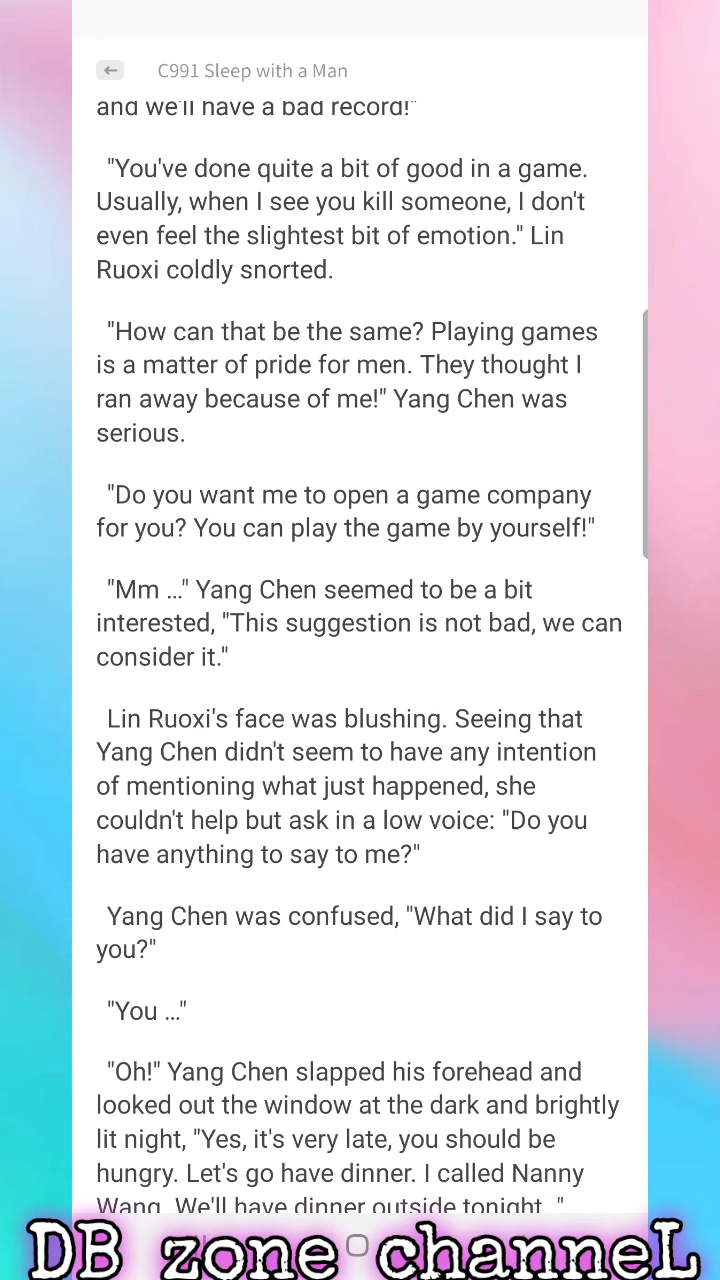 C991 Sleep with a Man
and we'll have a bad record!"
"You've done quite a bit of good in a game.
Usually, when I see you kill someone, I don't
even feel the slightest bit of emotion." Lin
Ruoxi coldly snorted.
"How can that be the same? Playing games
is a matter of pride for men. They thought I
ran away because of me!" Yang Chen was
serious.
"Do you want me to open a game company
for you? You can play the game by yourself!"
"Mm ..." Yang Chen seemed to be a bit
interested, "This suggestion is not bad, we can
consider it."
Lin Ruoxi's face was blushing. Seeing that
Yang Chen didn't seem to have any intention
of mentioning what just happened, she
couldn't help but ask in a low voice: "Do you
have anything to say to me?"
Yang Chen was confused, "What did I say to
you?"
"You ..."
"Oh!" Yang Chen slapped his forehead and
looked out the window at the dark and brightly
lit night, "Yes, it's very late, you should be
hungry. Let's go have dinner. I called Nanny
Wang. We'll have dinner outside tonight. "
DB zone channeL